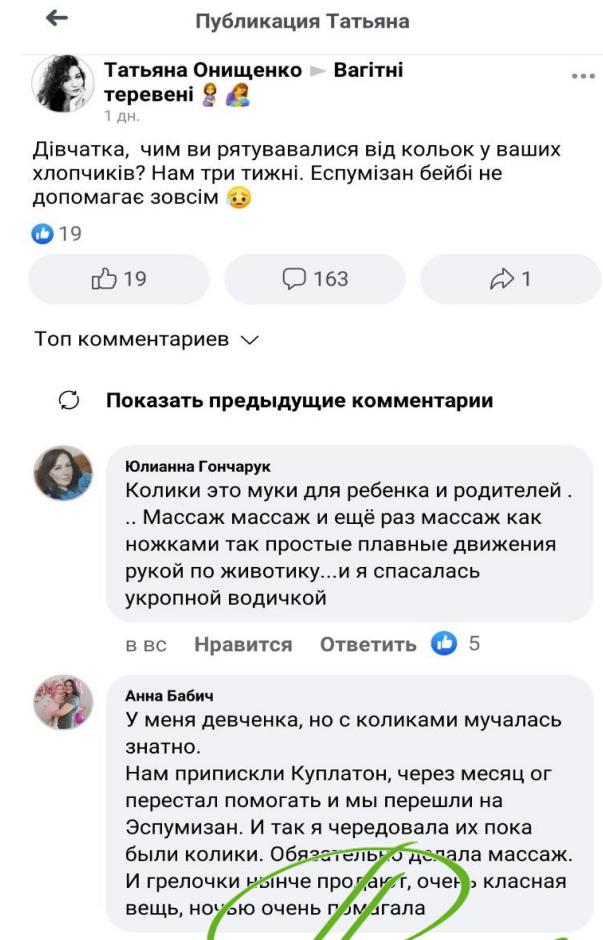 Публикация Татьяна
Татьяна Онищенко ▶ Вагітні
теревені 🤰 🤱
1 дн.
Дівчатка, чим ви рятувавалися від кольок у ваших
хлопчиків? Нам три тижні. Еспумізан бейбі не
допомагає зовсім 😥
19
19 163 1
Топ комментариев
Показать предыдущие комментарии
Юлианна Гончарук
Колики это муки для ребенка и родителей .
.. Массаж массаж и ещё раз массаж как
ножками так простые плавные движения
рукой по животику...и я спасалась
укропной водичкой
в вс Нравится Ответить 5
Анна Бабич
У меня девченка, но с коликами мучалась
знатно.
Нам припискли Куплатон, через месяц ог
перестал помогать и мы перешли на
Эспумизан. И так я чередовала их пока
были колики. Обязательно делала массаж.
И грелочки нынче продают, очень класная
вещь, ночью очень помагала